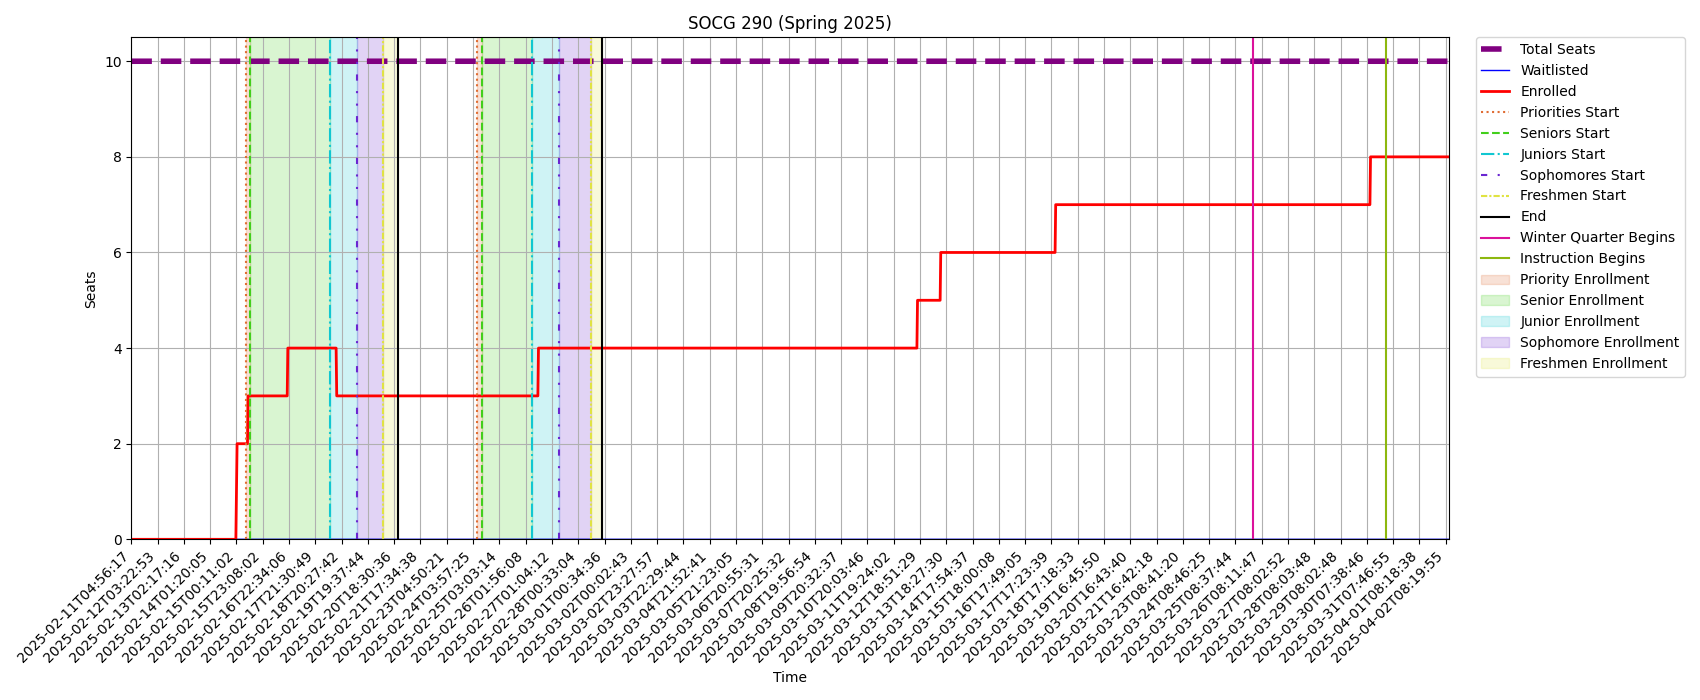 SOCG 290 (Spring 2025)
10
8
6
4
2
0
Seats
2025-02-11T04:56:17
2025-02-12T03:22:53
2025-02-13T02:17:16
2025-02-14T01:20:05
2025-02-15T00:11:02
2025-02-15T23:08:02
2025-02-16T22:34:06
2025-02-17T21:30:49
2025-02-18T20:27:42
2025-02-19T19:37:44
2025-02-20T18:30:36
2025-02-21T17:34:38
2025-02-23T04:50:21
2025-02-25T03:57:25
2025-02-25T03:03:14
2025-02-26T01:56:08
2025-02-27T01:04:12
2025-02-28T00:33:04
2025-03-01T00:34:36
2025-03-02T00:02:43
2025-03-02T23:27:57
2025-03-03T22:29:44
2025-03-04T21:52:41
2025-03-05T21:23:05
2025-03-06T20:55:31
2025-03-07T20:25:32
2025-03-08T19:56:54
2025-03-09T20:32:37
2025-03-10T20:03:46
2025-03-11T19:24:02
2025-03-12T18:51:29
2025-03-13T18:27:30
2025-03-14T17:54:37
2025-03-15T18:00:08
2025-03-16T17:49:05
2025-03-17T17:23:39
2025-03-18T17:18:33
2025-03-19T16:45:50
2025-03-20T16:43:40
2025-03-21T16:42:18
2025-03-23T08:41:20
2025-03-24T08:46:25
2025-03-25T08:37:44
2025-03-26T08:11:47
2025-03-27T08:02:52
2025-03-28T08:03:48
2025-03-29T08:02:48
2025-03-30T07:38:46
2025-03-31T07:46:55
2025-04-01T08:18:38
2025-04-02T08:19:55
Time
Total Seats
Waitlisted
Enrolled
Priorities Start
Seniors Start
Juniors Start
Sophomores Start
Freshmen Start
End
Winter Quarter Begins
Instruction Begins
Priority Enrollment
Senior Enrollment
Junior Enrollment
Sophomore Enrollment
Freshmen Enrollment